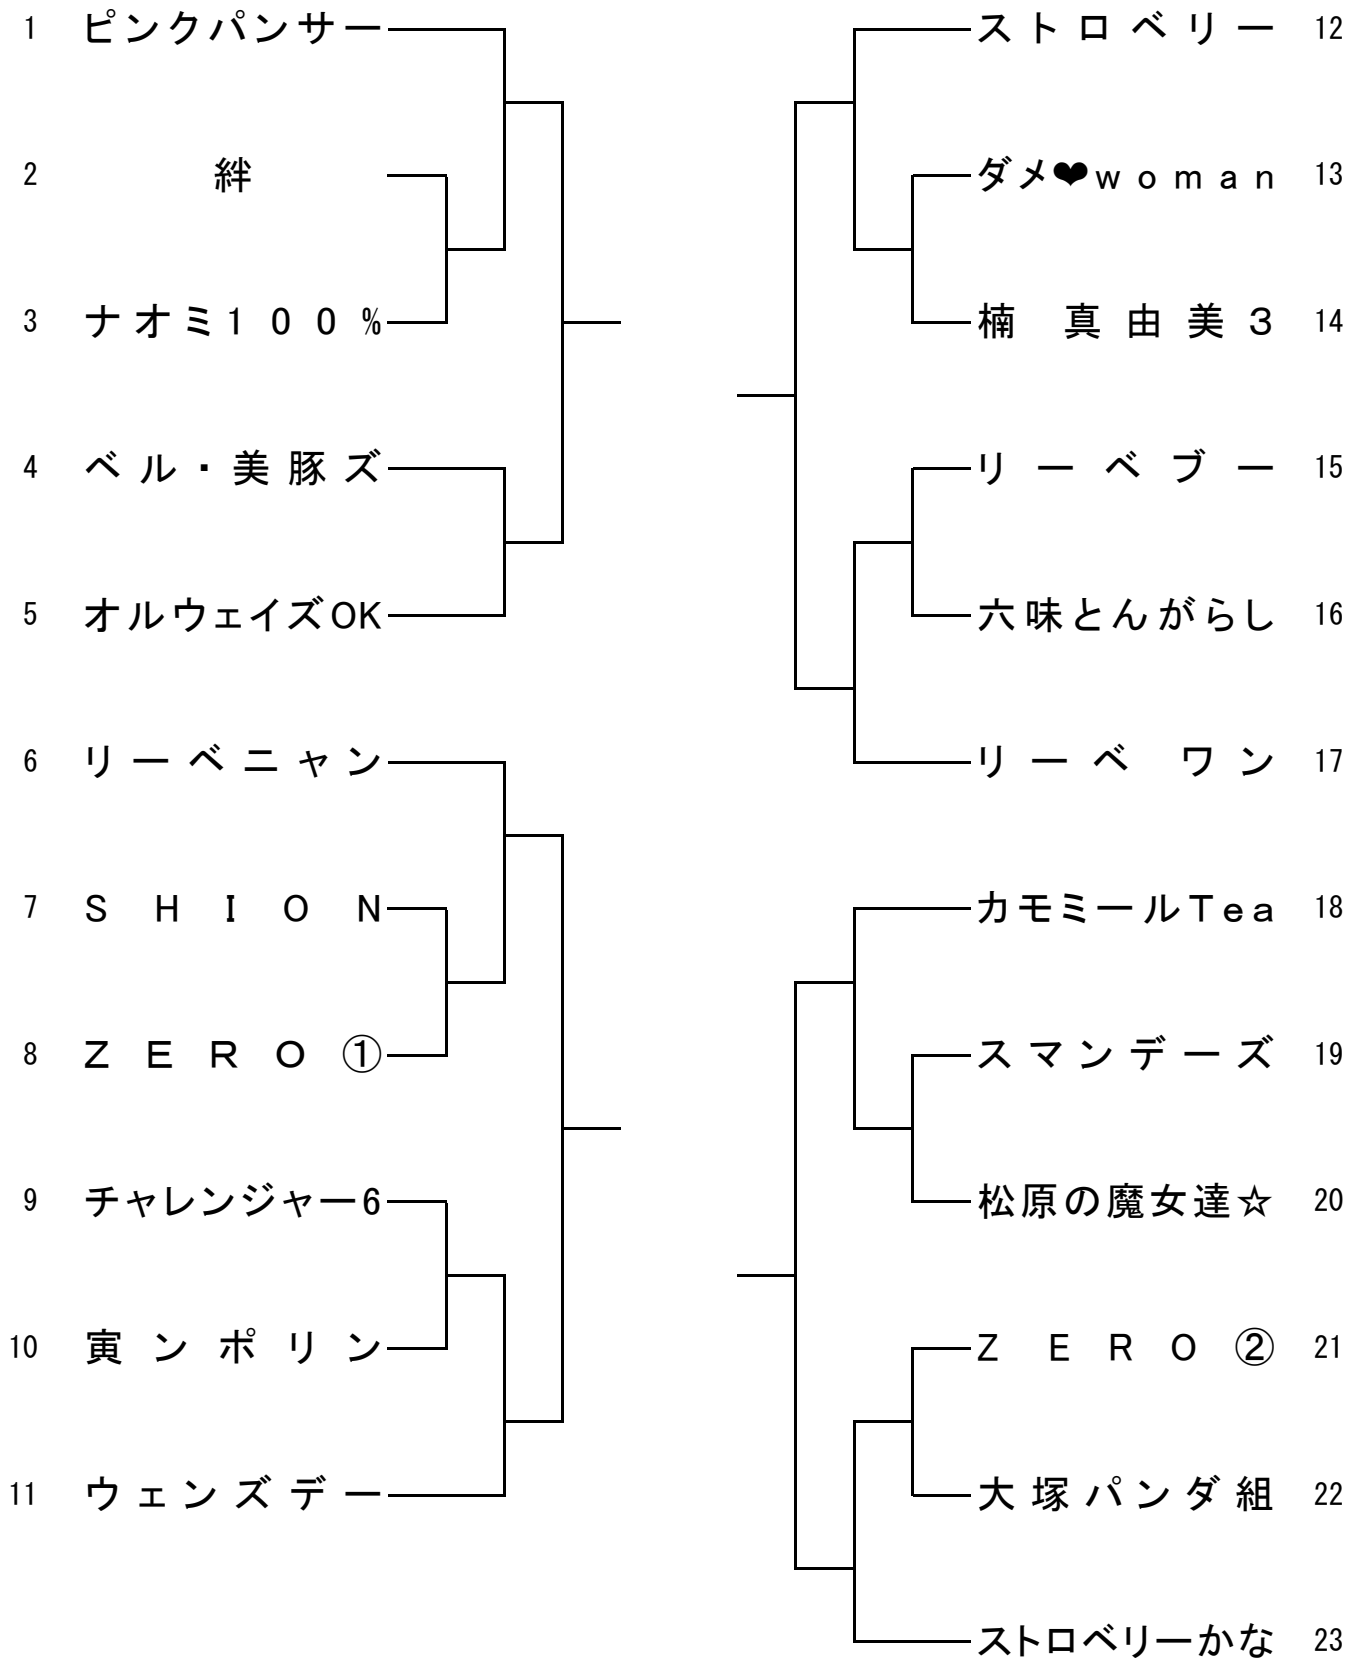 1 ピンクパンサー
2 絆
3 ナオミ１００％
4 ベル・美豚ズ
5 オルウェイズOK
6 リーベニャン
7 ＳＨＩＯＮ
8 ＺＥＲＯ①
9 チャレンジャー6
10 寅ンポリン
11 ウェンズデー
ストロベリー 12
ダメ❤ｗｏｍａｎ 13
楠　真由美３ 14
リーベブー 15
六味とんがらし 16
リーベ　ワン 17
カモミールＴｅａ 18
スマンデーズ 19
松原の魔女達☆ 20
ＺＥＲＯ② 21
大塚パンダ組 22
ストロベリーかな 23